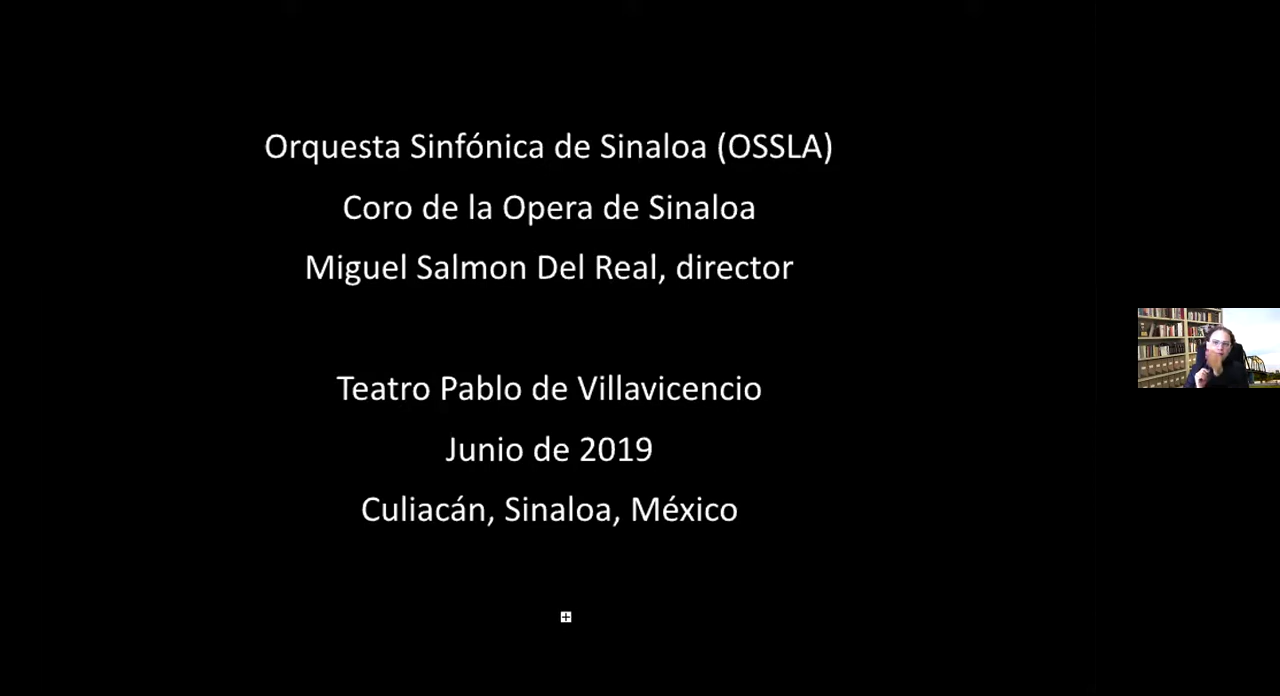 Orquesta Sinfónica de Sinaloa (OSSLA)
Coro de la Opera de Sinaloa
Miguel Salmon Del Real, director
Teatro Pablo de Villavicencio
Junio de 2019
Culiacán, Sinaloa, México